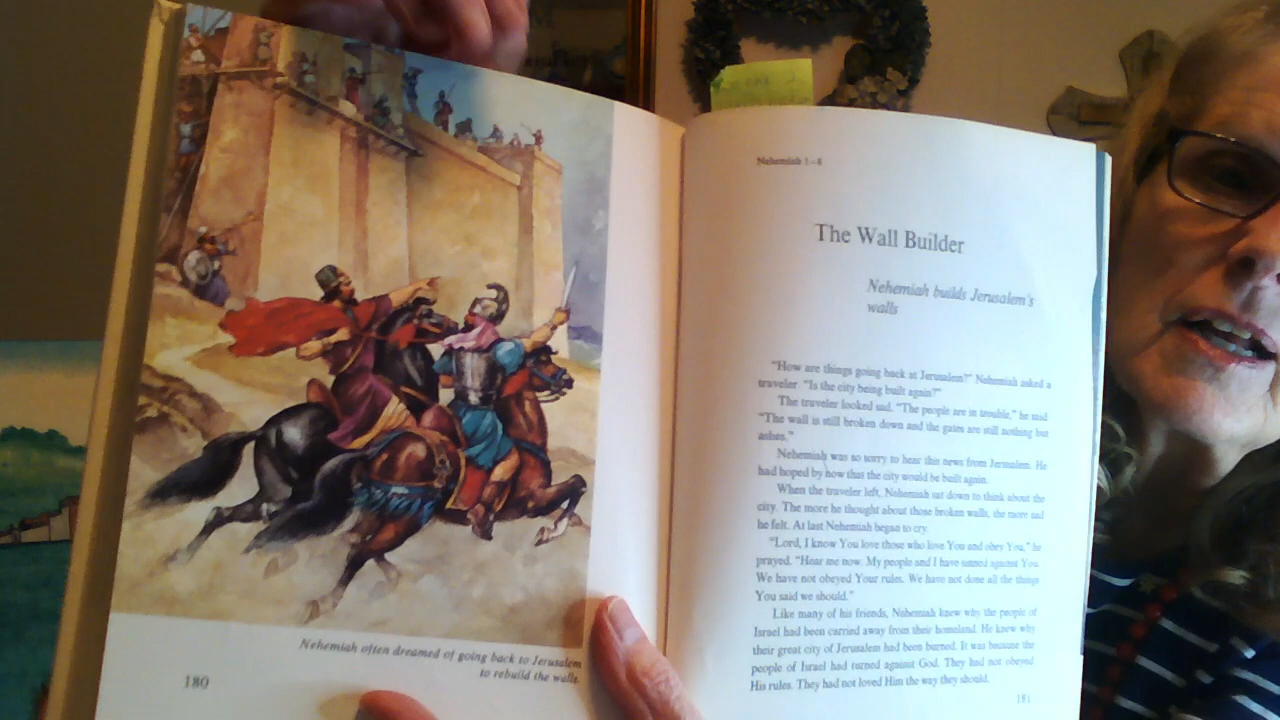 Nehemiah often dreamed of going back to Jerusalem
to rebuild the walls.
180
Nehemiah 1–8
The Wall Builder
Nehemiah builds Jerusalem's
walls
"How are things going back at Jerusalem?" Nehemiah asked a
traveler. "Is the city being built again?"
The traveler looked sad. "The people are in trouble," he said
"The wall is still broken down and the gates are still nothing but
ashes."
Nehemiah was so sorry to hear this news from Jerusalem. He
had hoped by now that the city would be built again.
When the traveler left, Nehemiah sat down to think about the
city. The more he thought about those broken walls, the more sad
he felt. At last Nehemiah began to cry.
"Lord, I know You love those who love You and obey You," he
prayed. "Hear me now. My people and I have sinned against You.
We have not obeyed Your rules. We have not done all the things
You said we should."
Like many of his friends, Nehemiah knew why the people of
Israel had been carried away from their homeland. He knew why
their great city of Jerusalem had been burned. It was because the
people of Israel had turned against God. They had not obeyed
His rules. They had not loved Him the way they should.
181